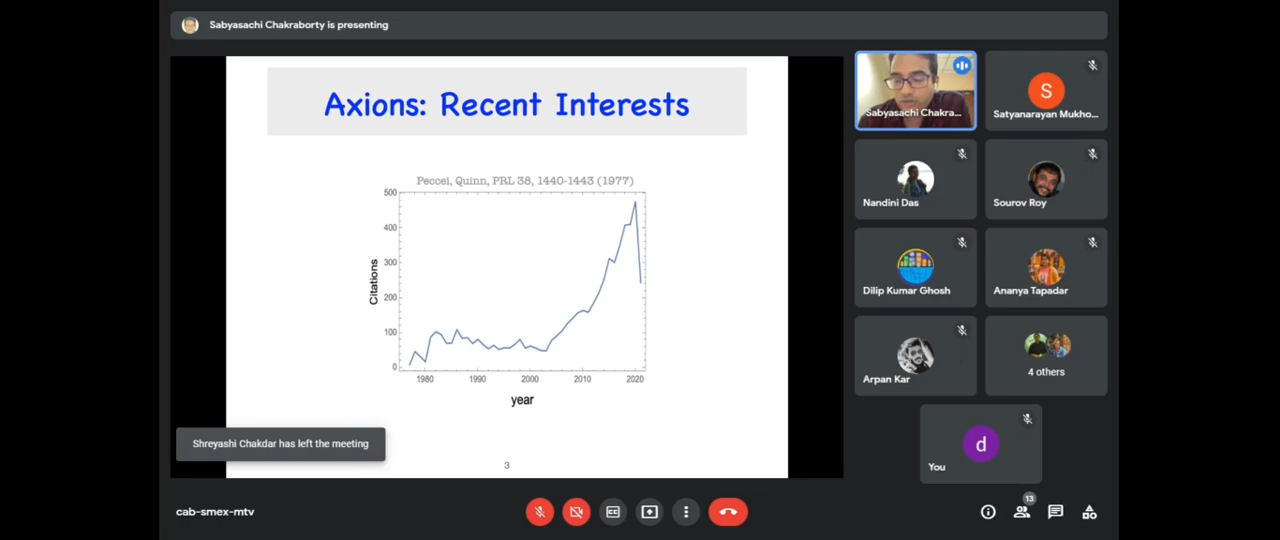 Sabyasachi Chakraborty is presenting
Axions: Recent Interests
Peccei, Quinn, PRL 38, 1440-1443 (1977)
500
400
300
200
100
0
Citations
1980
1990
2000
2010
2020
year
3
Shreyashi Chakdar has left the meeting
Sabyasachi Chakra...
S
Satyanarayan Mukho...
Nandini Das
Sourov Roy
Dilip Kumar Ghosh
Ananya Tapadar
Arpan Kar
4 others
d
You
cab-smex-mtv
CC
13